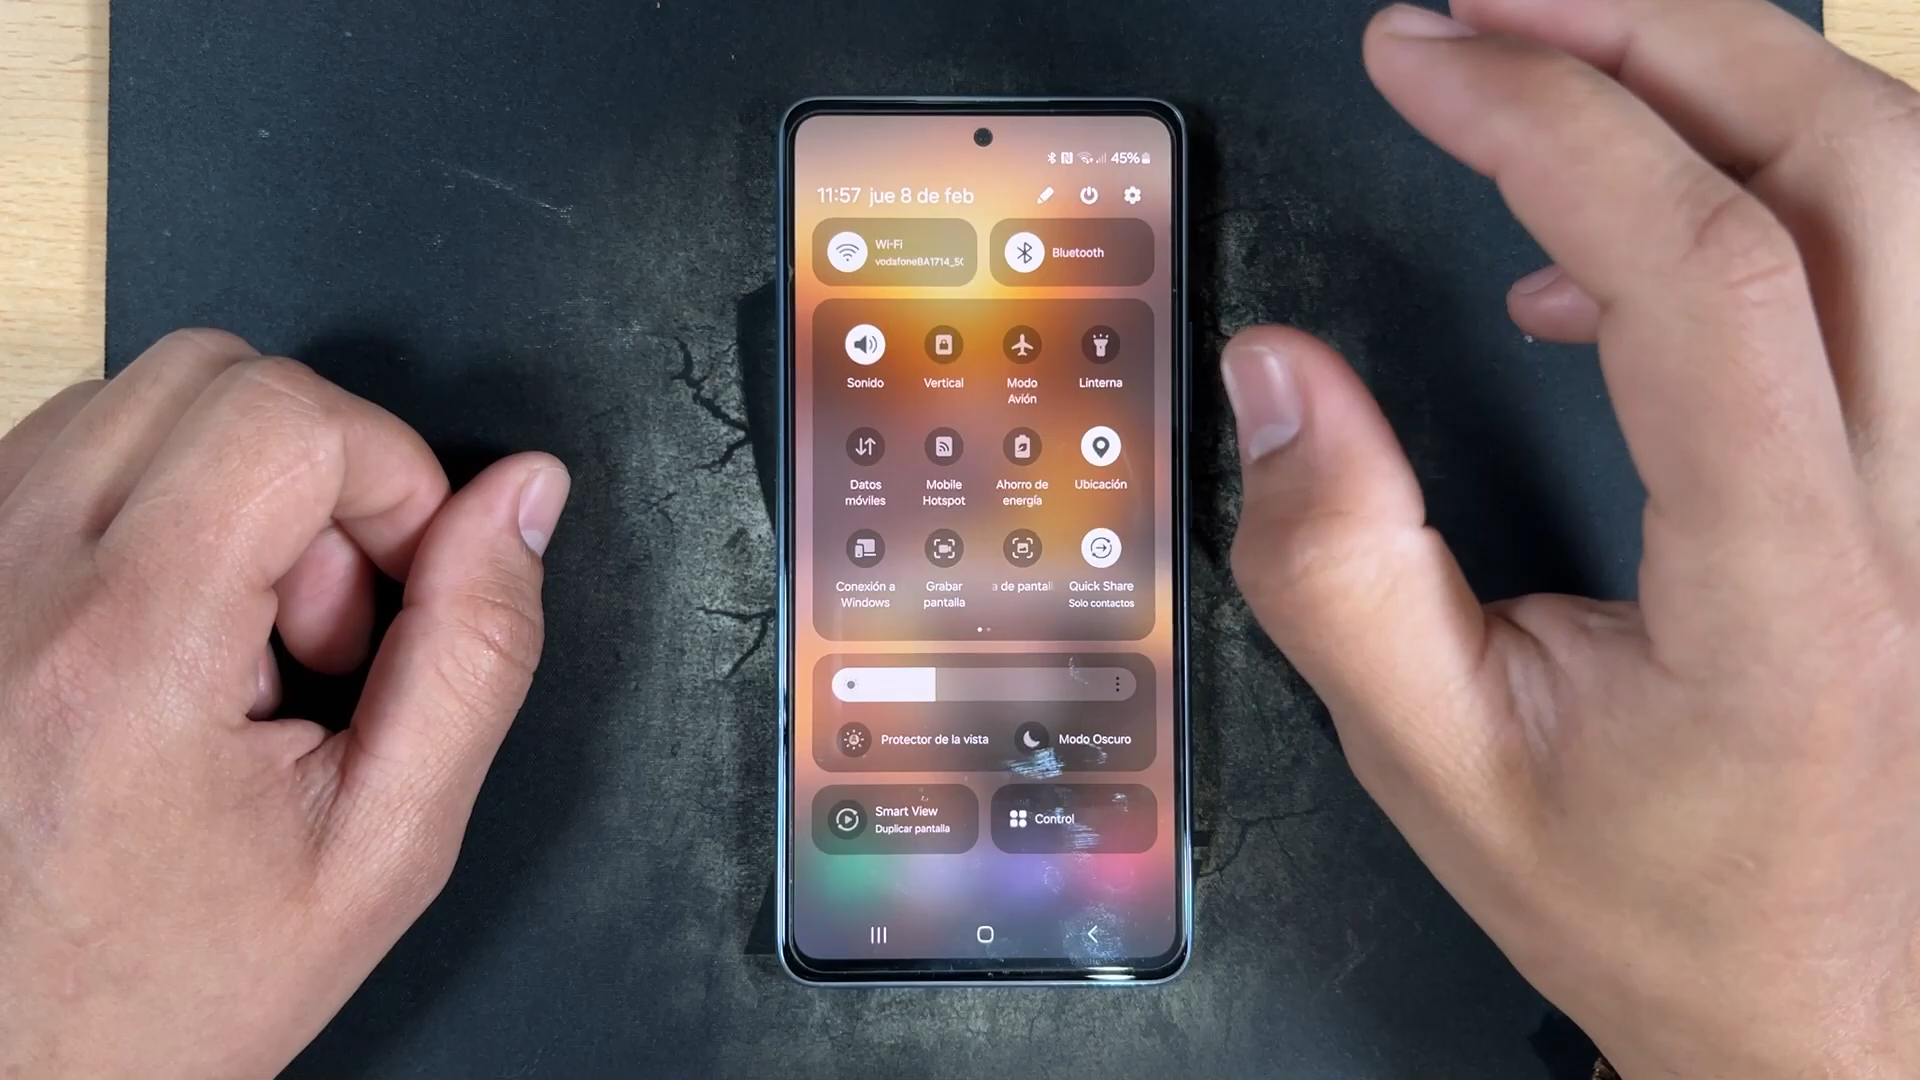 45%
11:57 jue 8 de feb
Wi-Fi
vodafoneBA1714_5G
Bluetooth
Sonido
Vertical
Modo
Avión
Linterna
Datos
móviles
Mobile
Hotspot
Ahorro de
energía
Ubicación
Conexión a
Windows
Grabar
pantalla
a de pantal
Quick Share
Solo contactos
Protector de la vista
Modo Oscuro
Smart View
Duplicar pantalla
Control